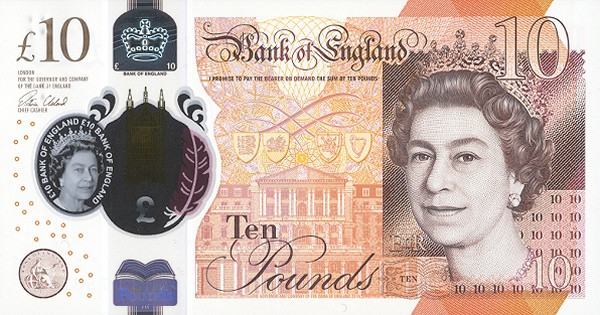 £10
LONDON
FOR THE GOVERNOR AND COMPANY
OF THE BANK OF ENGLAND
CHIEF CASHIER
BANK OF ENGLAND
£ 10
Bank of England
I PROMISE TO PAY THE BEARER ON DEMAND THE SUM OF TEN POUNDS
10
£10 BANK OF ENGLAND £10 BANK OF ENGLAND
£
Ten
Pounds
EIIR
TEN
10 10
10 10 10
10 10 10 10
10